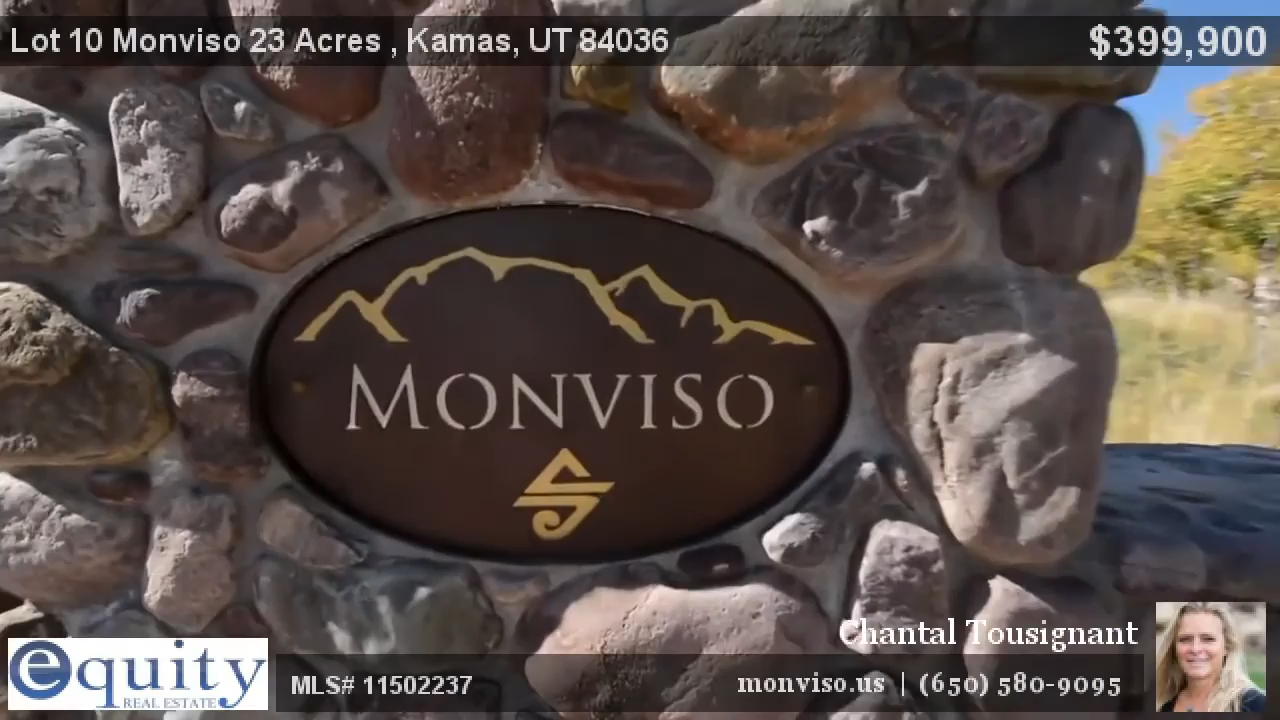 Lot 10 Monviso 23 Acres , Kamas, UT 84036
$399,900
MONVISO
Chantal Tousignant
equity
REAL ESTATE
MLS# 11502237
monviso.us | (650) 580-9095